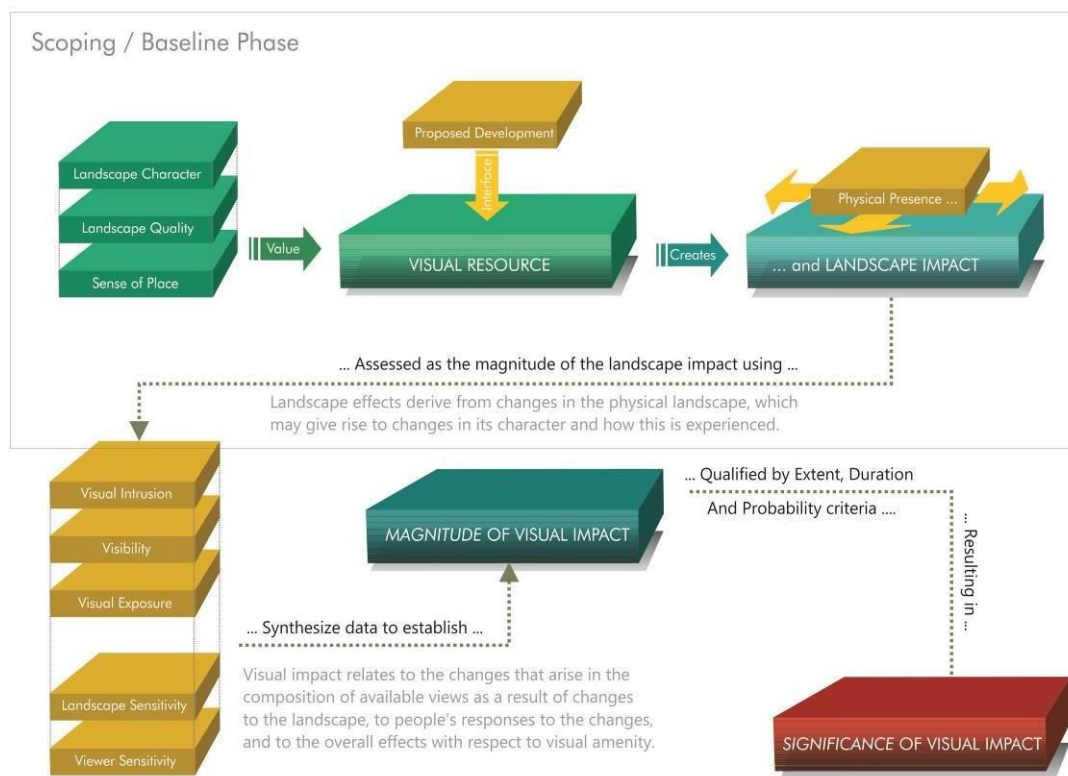 Scoping / Baseline Phase
Proposed Development
Interface
Landscape Character
Landscape Quality
Sense of Place
Value
VISUAL RESOURCE
Creates
Physical Presence ...
... and LANDSCAPE IMPACT
... Assessed as the magnitude of the landscape impact using ...
Landscape effects derive from changes in the physical landscape, which
may give rise to changes in its character and how this is experienced.
Visual Intrusion
Visibility
Visual Exposure
Landscape Sensitivity
Viewer Sensitivity
... Synthesize data to establish ...
Visual impact relates to the changes that arise in the
composition of available views as a result of changes
to the landscape, to people's responses to the changes,
and to the overall effects with respect to visual amenity.
MAGNITUDE OF VISUAL IMPACT
... Qualified by Extent, Duration
And Probability criteria ....
... Resulting in ...
SIGNIFICANCE OF VISUAL IMPACT